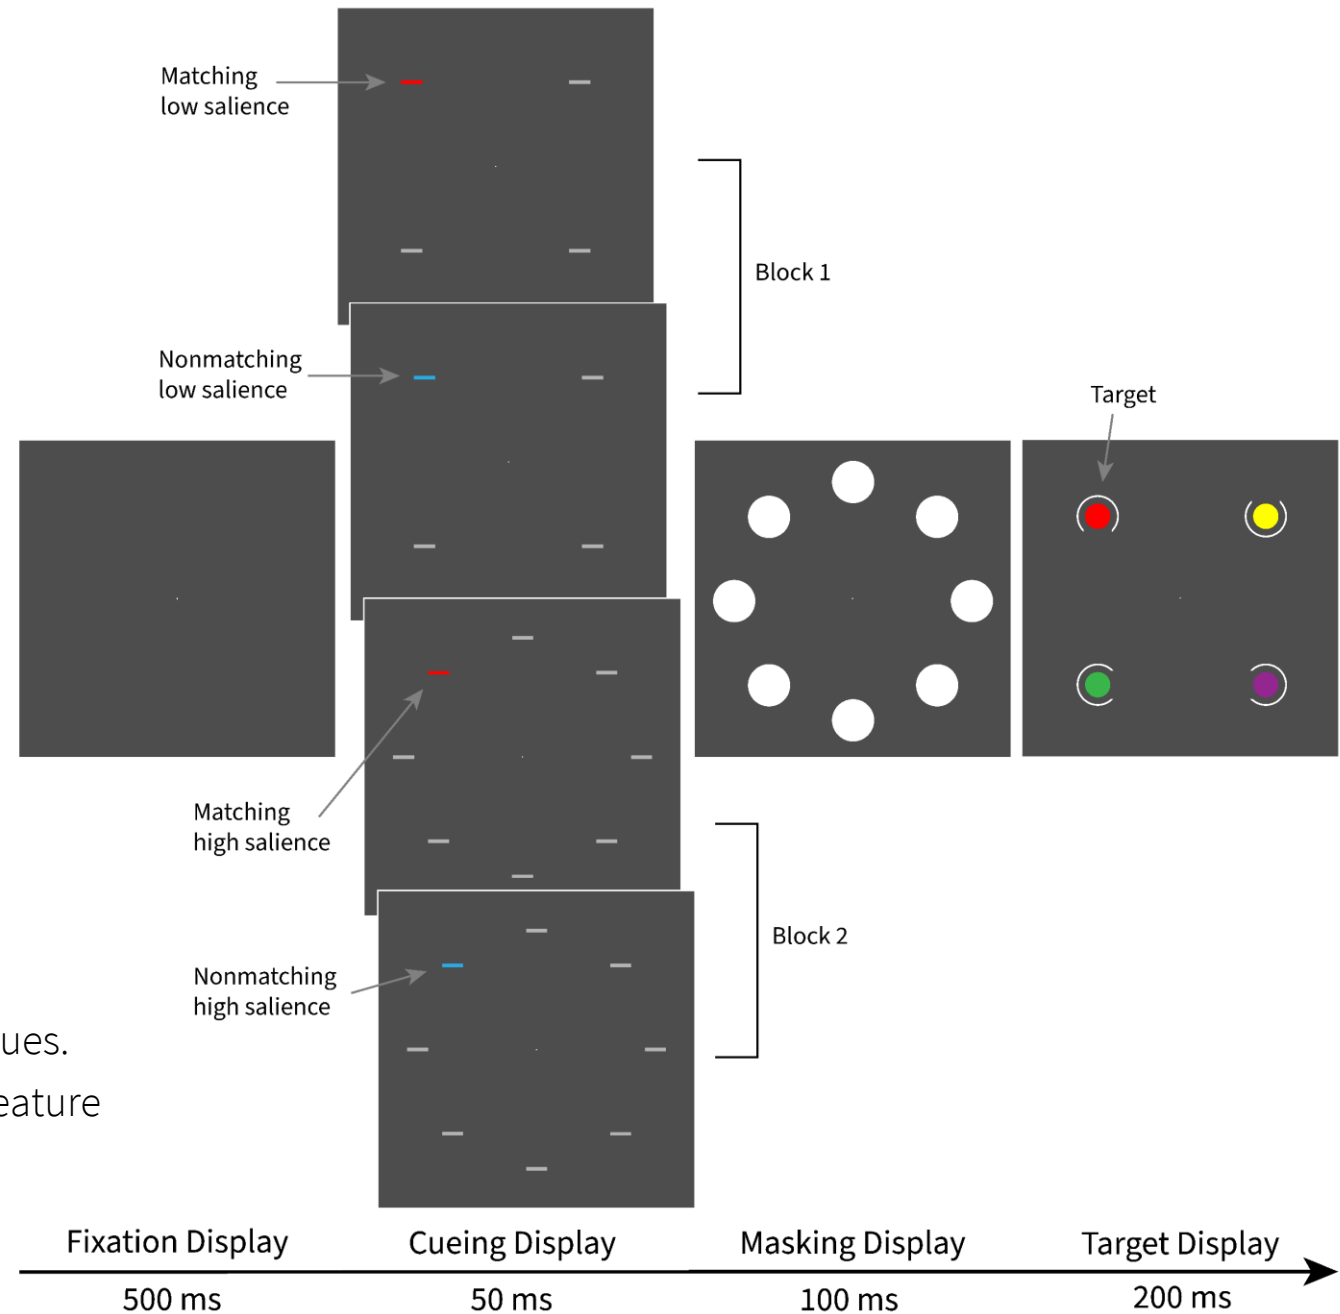 Matching
low salience
Block 1
Nonmatching
low salience
Target
Matching
high salience
Block 2
Nonmatching
high salience
ues.
eature
Fixation Display
Cueing Display
Masking Display
Target Display
500 ms
50 ms
100 ms
200 ms